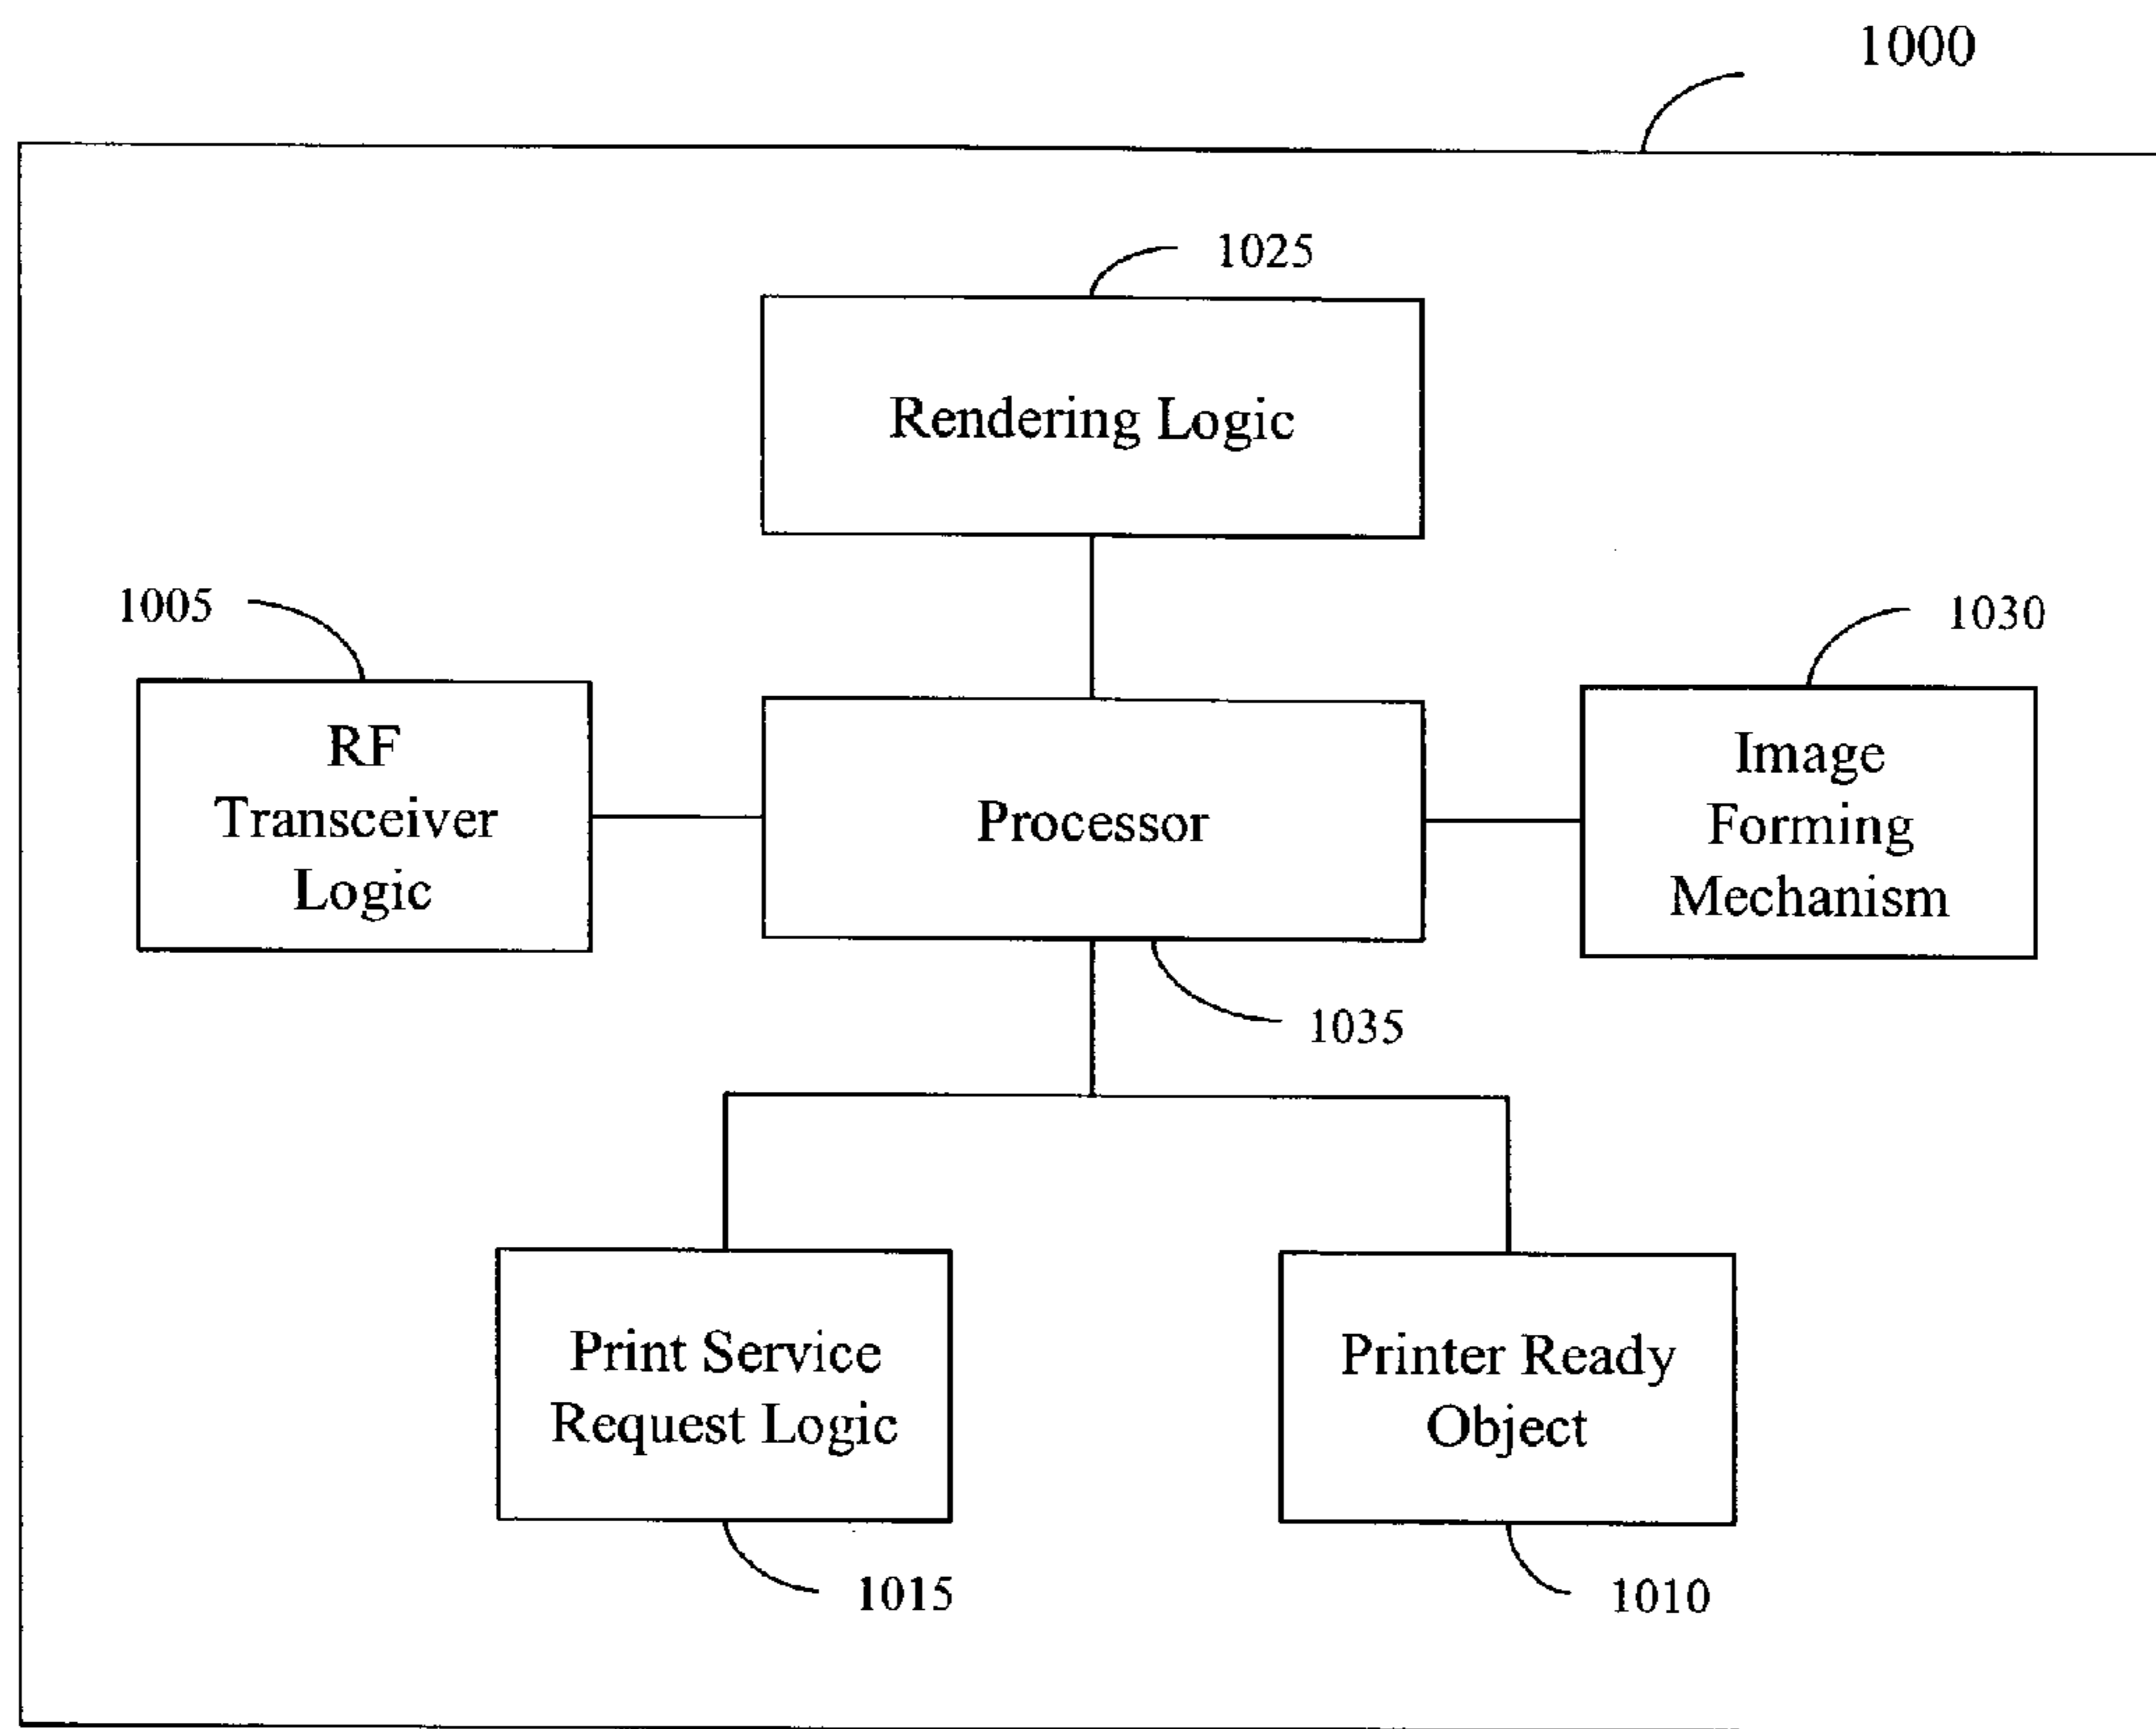 1000
1025
Rendering Logic
1005
1030
RF
Transceiver
Logic
Processor
Image
Forming
Mechanism
1035
Print Service
Request Logic
Printer Ready
Object
1015
1010